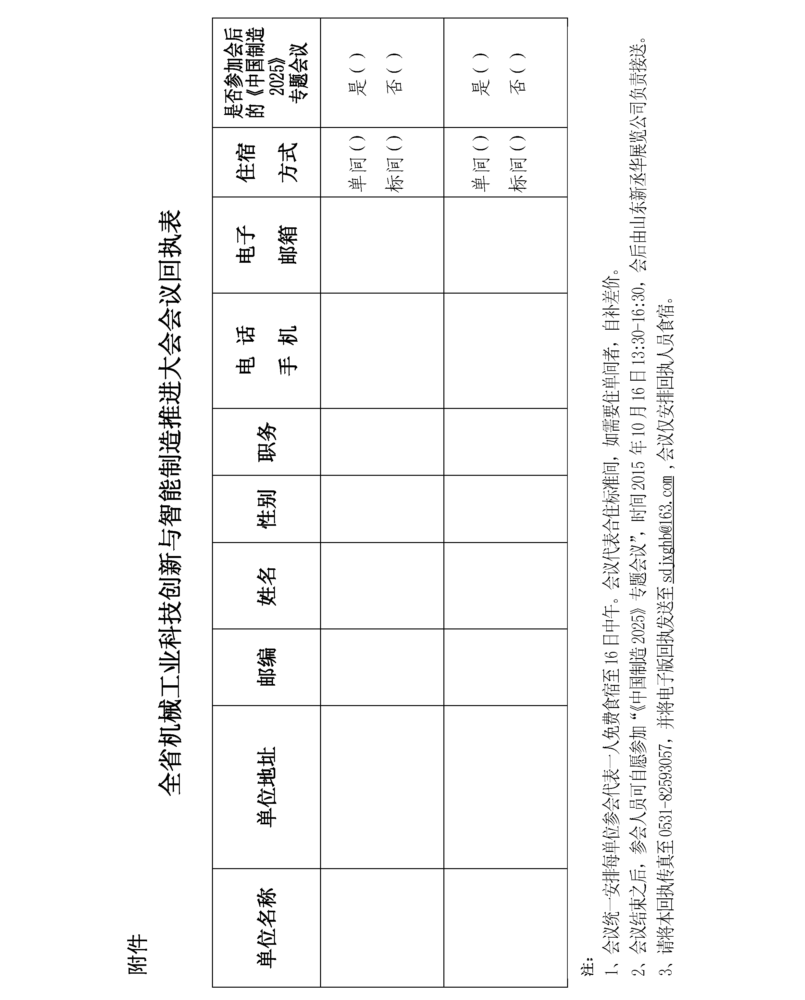 附件
全省机械工业科技创新与智能制造推进大会会议回执表
单位名称
单位地址
邮编
姓名
性别
职务
电 话
手 机
电子
邮箱
住宿
方式
是否参加会后
的《中国制造
2025》
专题会议
单间()
标间()
是()
否()
单间()
标间()
是()
否()
注:
1、会议统一安排每单位参会代表一人免费食宿至16日中午。会议代表合住标准间，如需要住单间者，自补差价。
2、会议结束之后，参会人员可自愿参加“《中国制造2025》专题会议”，时间2015年10月16日13:30-16:30，会后由山东新丞华展览公司负责接送。
3、请将本回执传真至0531-82593057，并将电子版回执发送至sdjxghb@163.com,会议仅安排回执人员食宿。